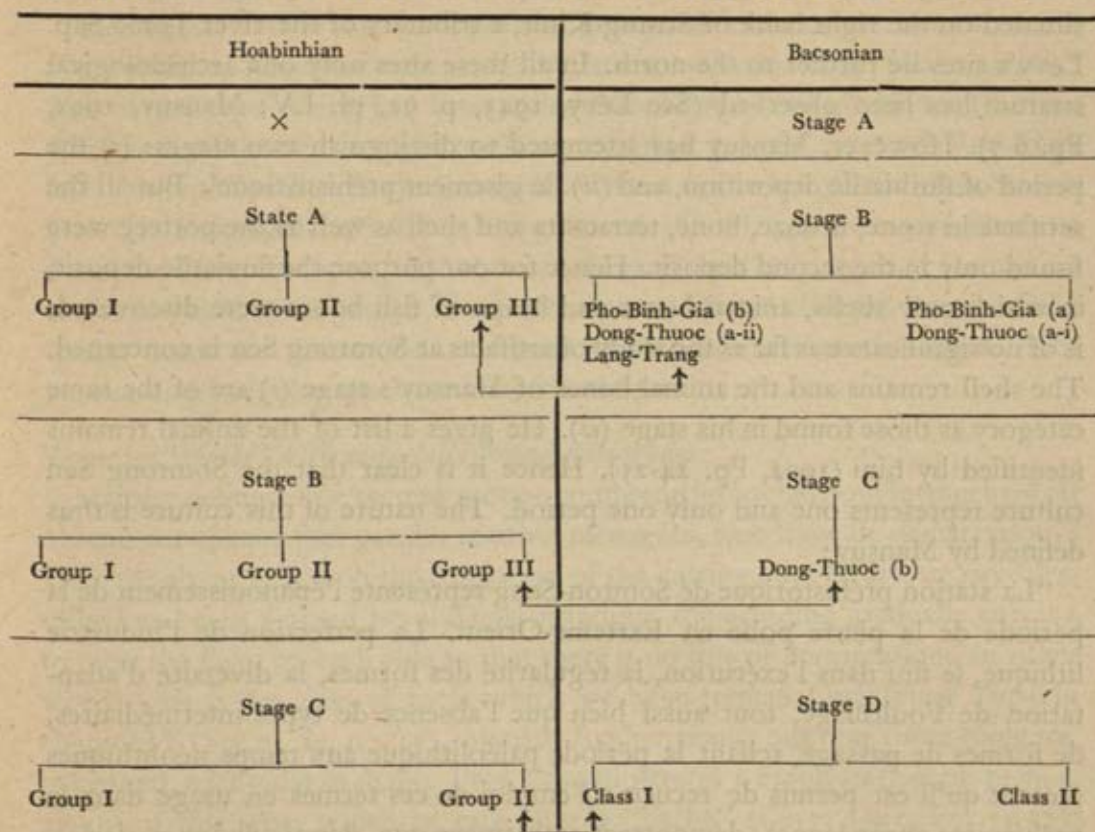 Hoabinhian Bacsonian
× Stage A
State A Stage B
Group I Group II Group III Pho-Binh-Gia (b) Pho-Binh-Gia (a)
Dong-Thuoc (a-ii) Dong-Thuoc (a-i)
Lang-Trang
Stage B Stage C
Group I Group II Group III Dong-Thuoc (b)
Stage C Stage D
Group I Group II Class I Class II